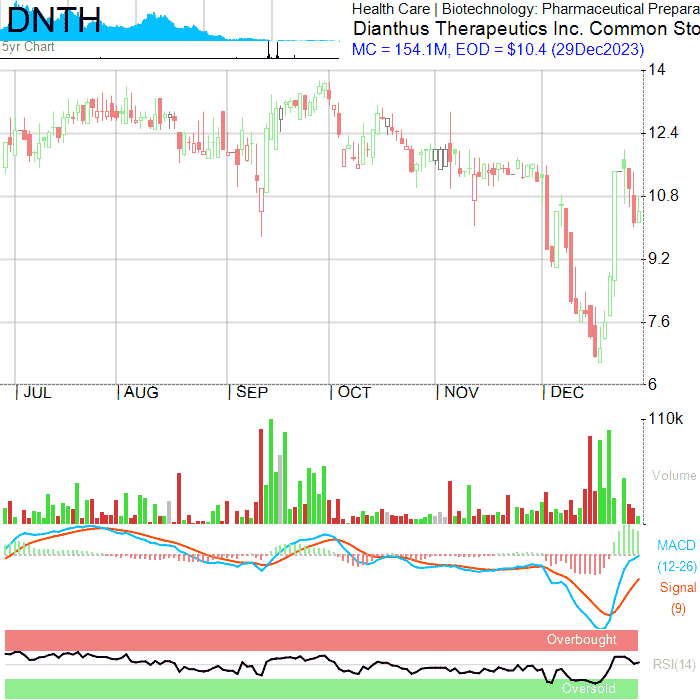 DNTH
5yr Chart
Health Care | Biotechnology: Pharmaceutical Prepara
Dianthus Therapeutics Inc. Common Sto
MC = 154.1M, EOD = $10.4 (29Dec2023)
14
12.4
10.8
9.2
7.6
6
| JUL | AUG | SEP | OCT | NOV | DEC
110k
Volume
MACD
(12-26)
Signal
(9)
Overbought
RSI(14)
Oversold